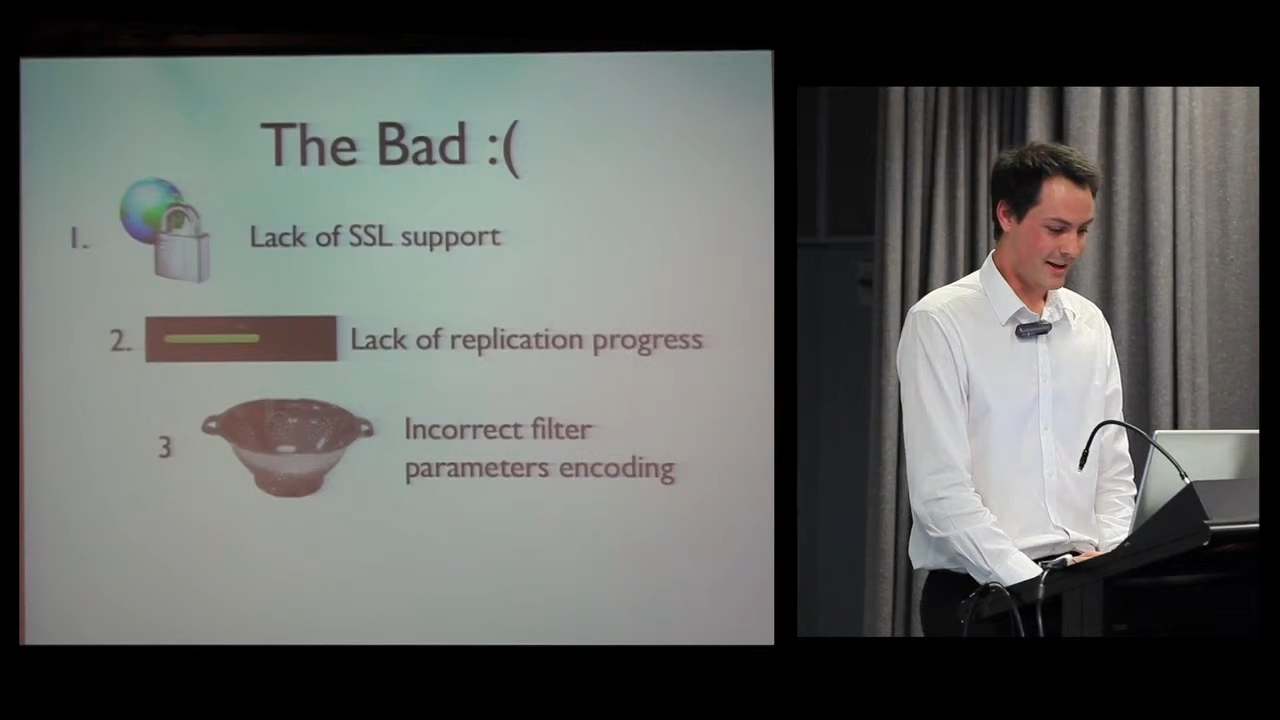 The Bad :(
1. Lack of SSL support
2. Lack of replication progress
3 Incorrect filter
parameters encoding